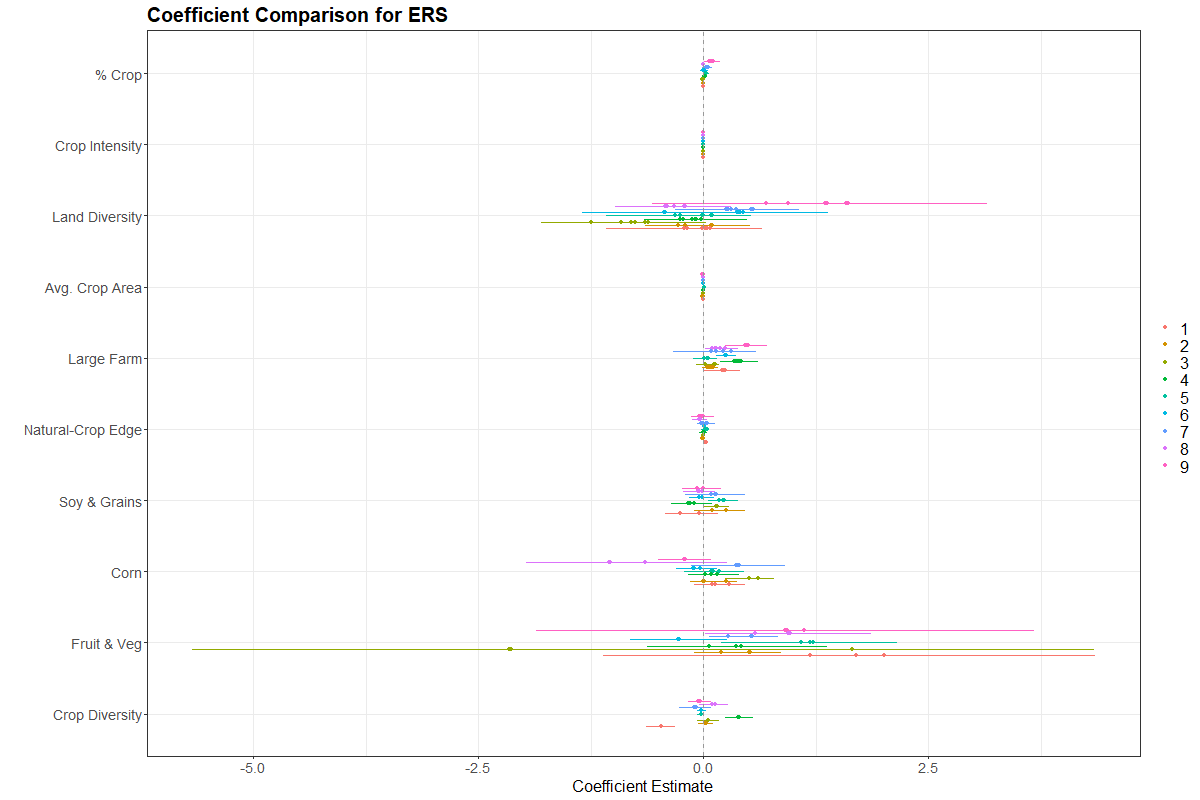 Coefficient Comparison for ERS
% Crop
Crop Intensity
Land Diversity
Avg. Crop Area
Large Farm
Natural-Crop Edge
Soy & Grains
Corn
Fruit & Veg
Crop Diversity
-5.0 -2.5 0.0 2.5
Coefficient Estimate
1
2
3
4
5
6
7
8
9